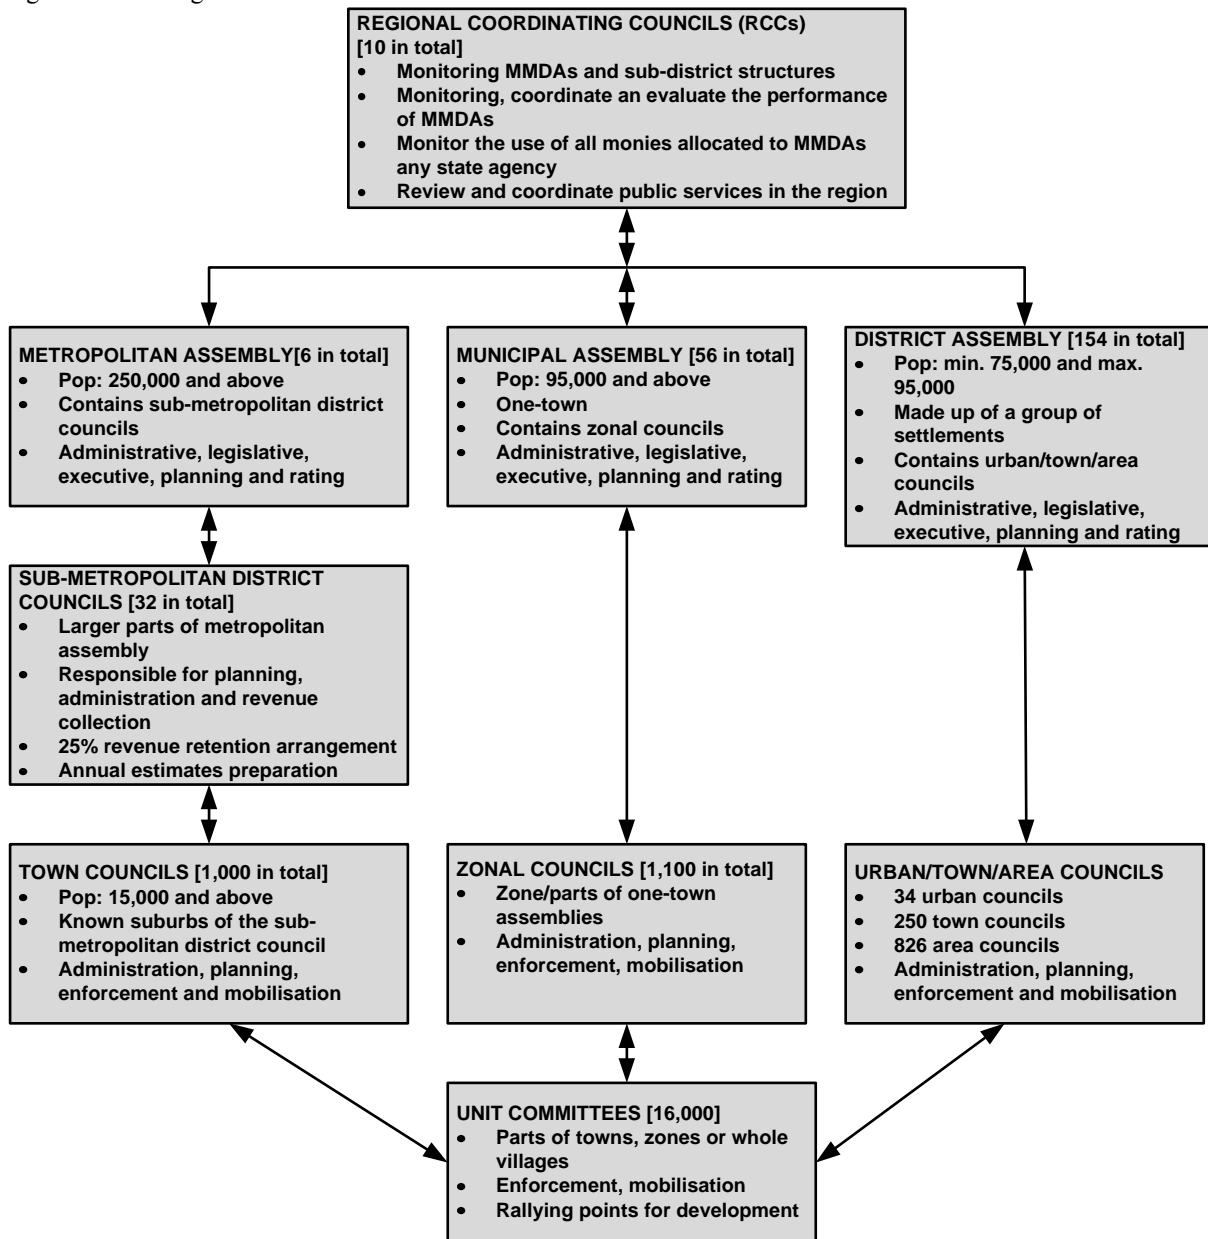 REGIONAL COORDINATING COUNCILS (RCCs)
[10 in total]
• Monitoring MMDAs and sub-district structures
• Monitoring, coordinate an evaluate the performance
of MMDAs
• Monitor the use of all monies allocated to MMDAs
any state agency
• Review and coordinate public services in the region
METROPOLITAN ASSEMBLY[6 in total]
• Pop: 250,000 and above
• Contains sub-metropolitan district
councils
• Administrative, legislative,
executive, planning and rating
MUNICIPAL ASSEMBLY [56 in total]
• Pop: 95,000 and above
• One-town
• Contains zonal councils
• Administrative, legislative,
executive, planning and rating
DISTRICT ASSEMBLY [154 in total]
• Pop: min. 75,000 and max.
95,000
• Made up of a group of
settlements
• Contains urban/town/area
councils
• Administrative, legislative,
executive, planning and rating
SUB-METROPOLITAN DISTRICT
COUNCILS [32 in total]
• Larger parts of metropolitan
assembly
• Responsible for planning,
administration and revenue
collection
• 25% revenue retention arrangement
• Annual estimates preparation
TOWN COUNCILS [1,000 in total]
• Pop: 15,000 and above
• Known suburbs of the sub-
metropolitan district council
• Administration, planning,
enforcement and mobilisation
ZONAL COUNCILS [1,100 in total]
• Zone/parts of one-town
assemblies
• Administration, planning,
enforcement, mobilisation
URBAN/TOWN/AREA COUNCILS
• 34 urban councils
• 250 town councils
• 826 area councils
• Administration, planning,
enforcement and mobilisation
UNIT COMMITTEES [16,000]
• Parts of towns, zones or whole
villages
• Enforcement, mobilisation
• Rallying points for development